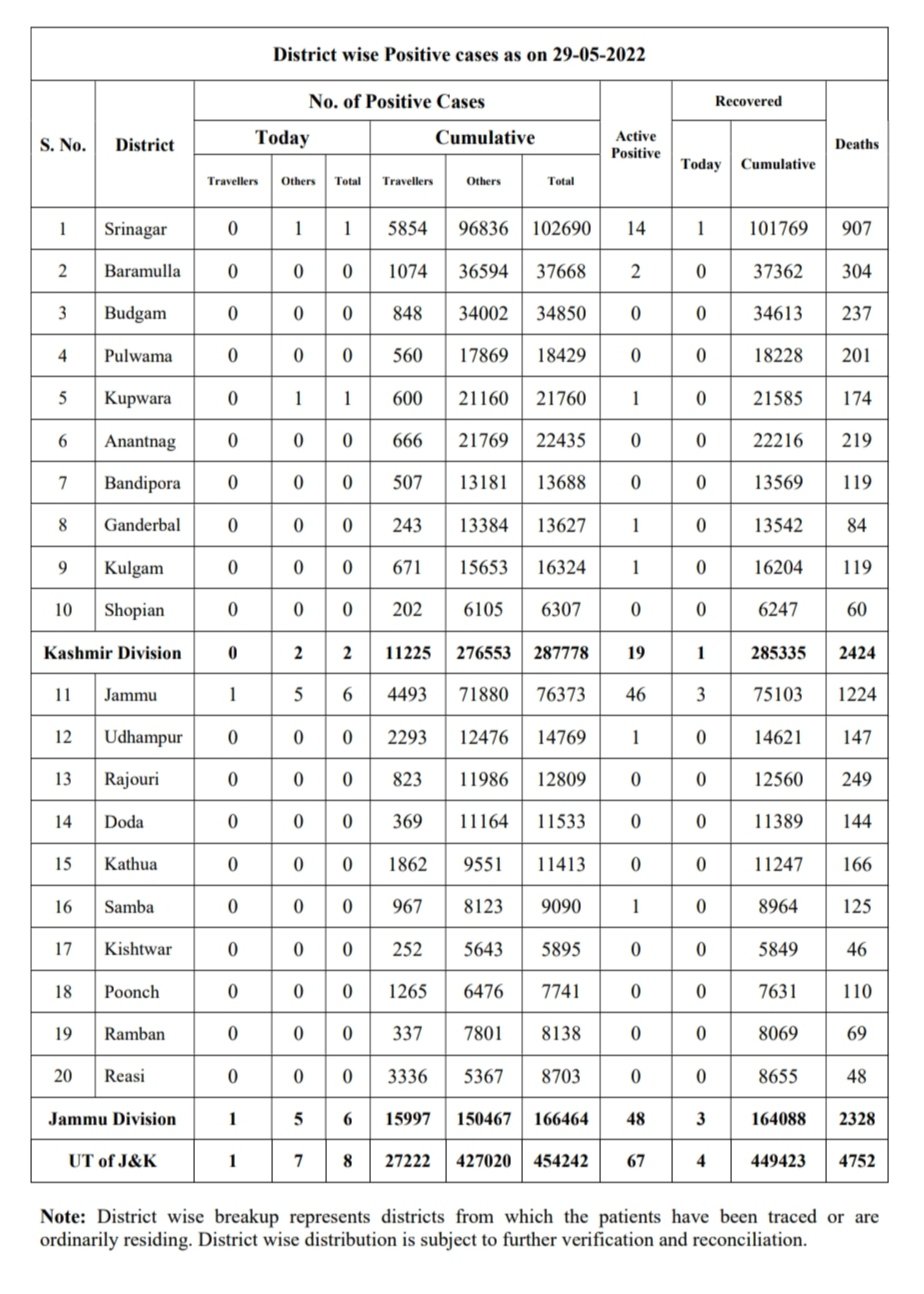 District wise Positive cases as on 29-05-2022
S. No. District No. of Positive Cases Active Positive Recovered Deaths
Today Cumulative Today Cumulative
Travellers Others Total Travellers Others Total
1 Srinagar 0 1 1 5854 96836 102690 14 1 101769 907
2 Baramulla 0 0 0 1074 36594 37668 2 0 37362 304
3 Budgam 0 0 0 848 34002 34850 0 0 34613 237
4 Pulwama 0 0 0 560 17869 18429 0 0 18228 201
5 Kupwara 0 1 1 600 21160 21760 1 0 21585 174
6 Anantnag 0 0 0 666 21769 22435 0 0 22216 219
7 Bandipora 0 0 0 507 13181 13688 0 0 13569 119
8 Ganderbal 0 0 0 243 13384 13627 1 0 13542 84
9 Kulgam 0 0 0 671 15653 16324 1 0 16204 119
10 Shopian 0 0 0 202 6105 6307 0 0 6247 60
Kashmir Division 0 2 2 11225 276553 287778 19 1 285335 2424
11 Jammu 1 5 6 4493 71880 76373 46 3 75103 1224
12 Udhampur 0 0 0 2293 12476 14769 1 0 14621 147
13 Rajouri 0 0 0 823 11986 12809 0 0 12560 249
14 Doda 0 0 0 369 11164 11533 0 0 11389 144
15 Kathua 0 0 0 1862 9551 11413 0 0 11247 166
16 Samba 0 0 0 967 8123 9090 1 0 8964 125
17 Kishtwar 0 0 0 252 5643 5895 0 0 5849 46
18 Poonch 0 0 0 1265 6476 7741 0 0 7631 110
19 Ramban 0 0 0 337 7801 8138 0 0 8069 69
20 Reasi 0 0 0 3336 5367 8703 0 0 8655 48
Jammu Division 1 5 6 15997 150467 166464 48 3 164088 2328
UT of J&K 1 7 8 27222 427020 454242 67 4 449423 4752
Note: District wise breakup represents districts from which the patients have been traced or are
ordinarily residing. District wise distribution is subject to further verification and reconciliation.